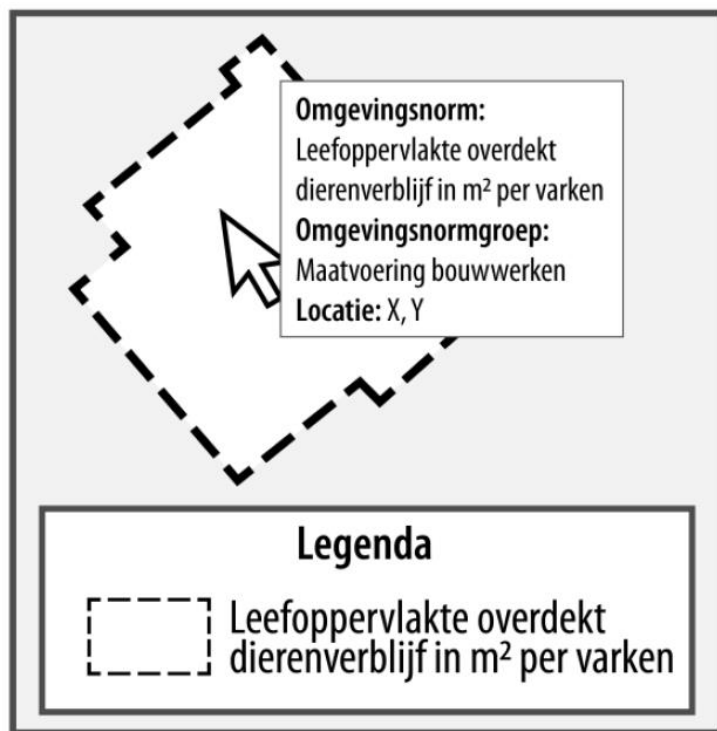 Omgevingsnorm:
Leefoppervlakte overdekt
dierenverblijf in m² per varken
Omgevingsnormgroep:
Maatvoering bouwwerken
Locatie: X, Y
Legenda
Leefoppervlakte overdekt
dierenverblijf in m² per varken